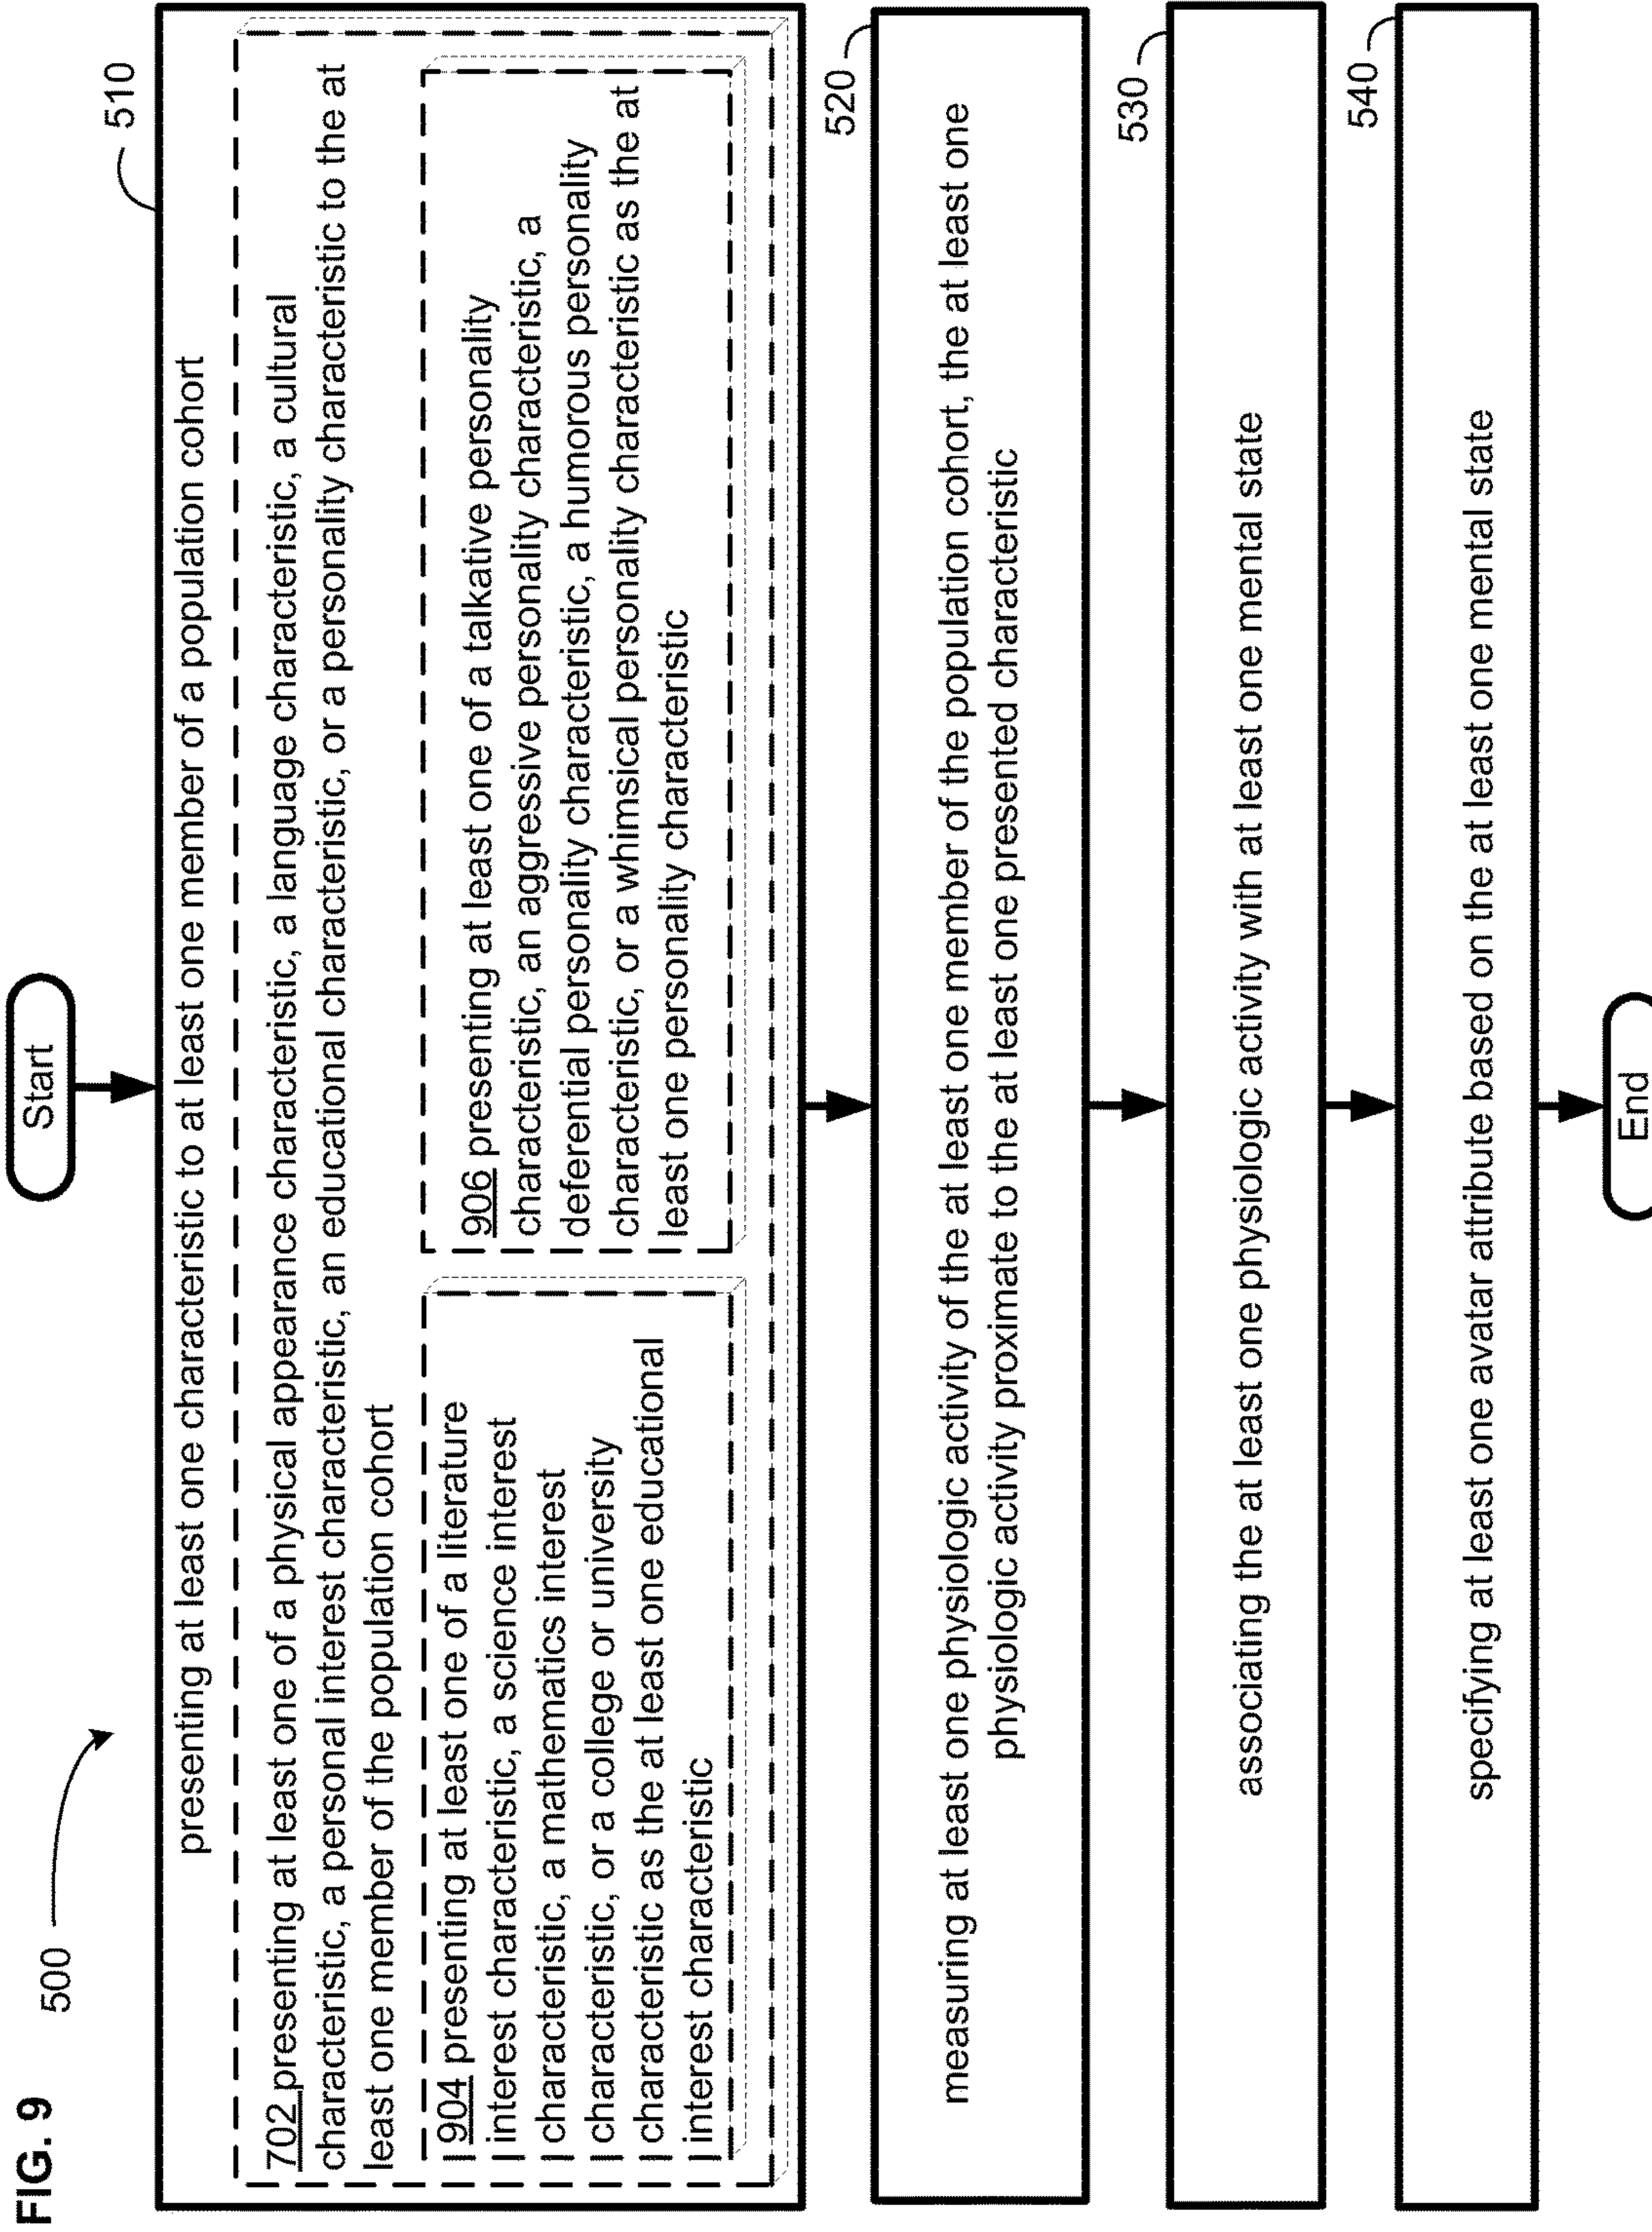 FIG. 9
500
Start
510
presenting at least one characteristic to at least one member of a population cohort
702 presenting at least one of a physical appearance characteristic, a language characteristic, a cultural
characteristic, a personal interest characteristic, an educational characteristic, or a personality characteristic to the at
least one member of the population cohort
904 presenting at least one of a literature
interest characteristic, a science interest
characteristic, a mathematics interest
characteristic, or a college or university
characteristic as the at least one educational
interest characteristic
906 presenting at least one of a talkative personality
characteristic, an aggressive personality characteristic, a
deferential personality characteristic, a humorous personality
characteristic, or a whimsical personality characteristic as the at
least one personality characteristic
520
measuring at least one physiologic activity of the at least one member of the population cohort, the at least one
physiologic activity proximate to the at least one presented characteristic
530
associating the at least one physiologic activity with at least one mental state
540
specifying at least one avatar attribute based on the at least one mental state
End